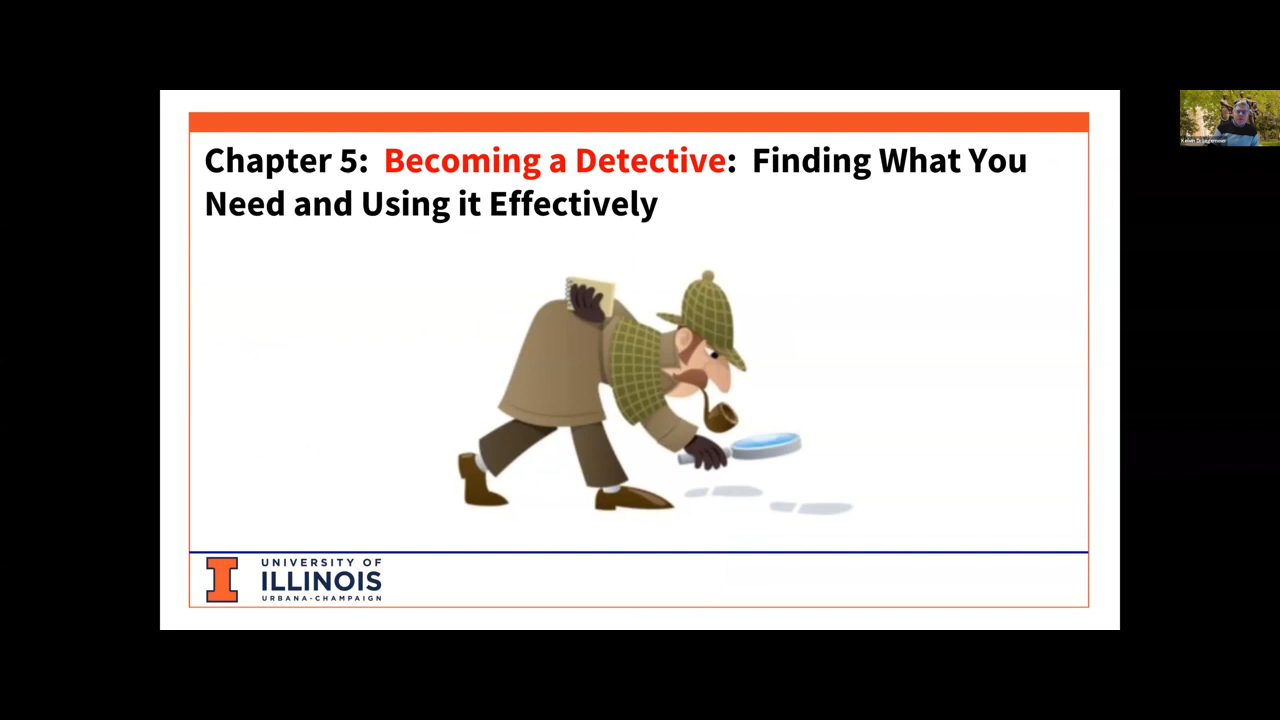 Chapter 5: Becoming a Detective: Finding What You
Need and Using it Effectively
UNIVERSITY OF
ILLINOIS
URBANA-CHAMPAIGN